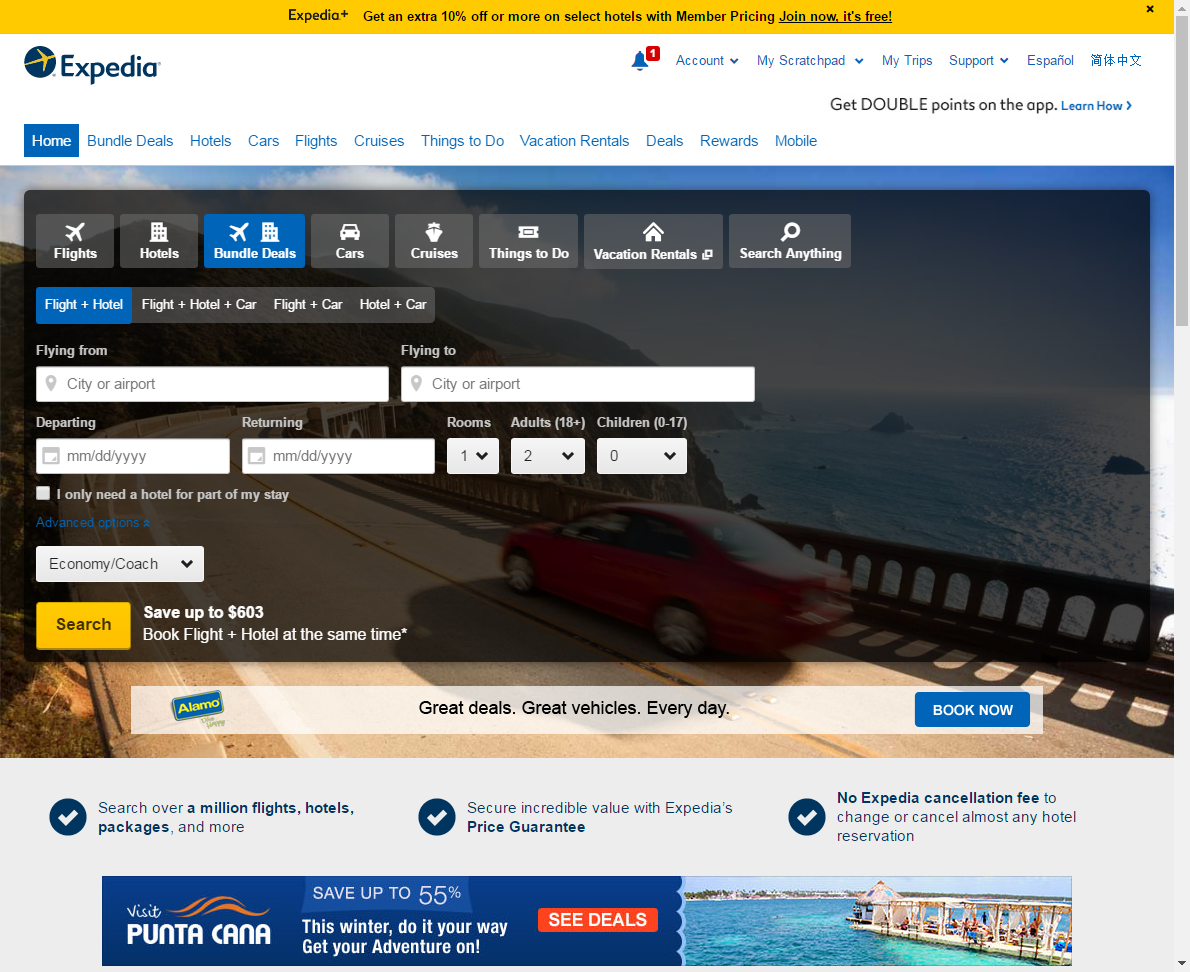 Expedia+ Get an extra 10% off or more on select hotels with Member Pricing Join now, it's free!
Expedia
1 Account My Scratchpad My Trips Support Español 简体中文
Get DOUBLE points on the app. Learn How
Home Bundle Deals Hotels Cars Flights Cruises Things to Do Vacation Rentals Deals Rewards Mobile
Flights Hotels Bundle Deals Cars Cruises Things to Do Vacation Rentals Search Anything
Flight + Hotel Flight + Hotel + Car Flight + Car Hotel + Car
Flying from Flying to
City or airport City or airport
Departing Returning Rooms Adults (18+) Children (0-17)
mm/dd/yyyy mm/dd/yyyy 1 2 0
I only need a hotel for part of my stay
Advanced options
Economy/Coach
Search
Save up to $603
Book Flight + Hotel at the same time*
Alamo
Great deals. Great vehicles. Every day.
BOOK NOW
Search over a million flights, hotels,
packages, and more
Secure incredible value with Expedia’s
Price Guarantee
No Expedia cancellation fee to
change or cancel almost any hotel
reservation
Visit
PUNTA CANA
SAVE UP TO 55%
This winter, do it your way
Get your Adventure on!
SEE DEALS